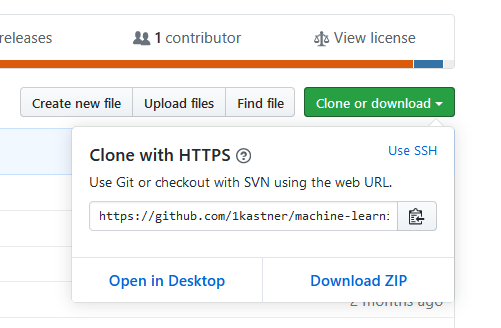 releases 1 contributor View license
Create new file Upload files Find file Clone or download
Clone with HTTPS Use SSH
Use Git or checkout with SVN using the web URL.
https://github.com/1kastner/machine-learn
Open in Desktop Download ZIP
2 months ago